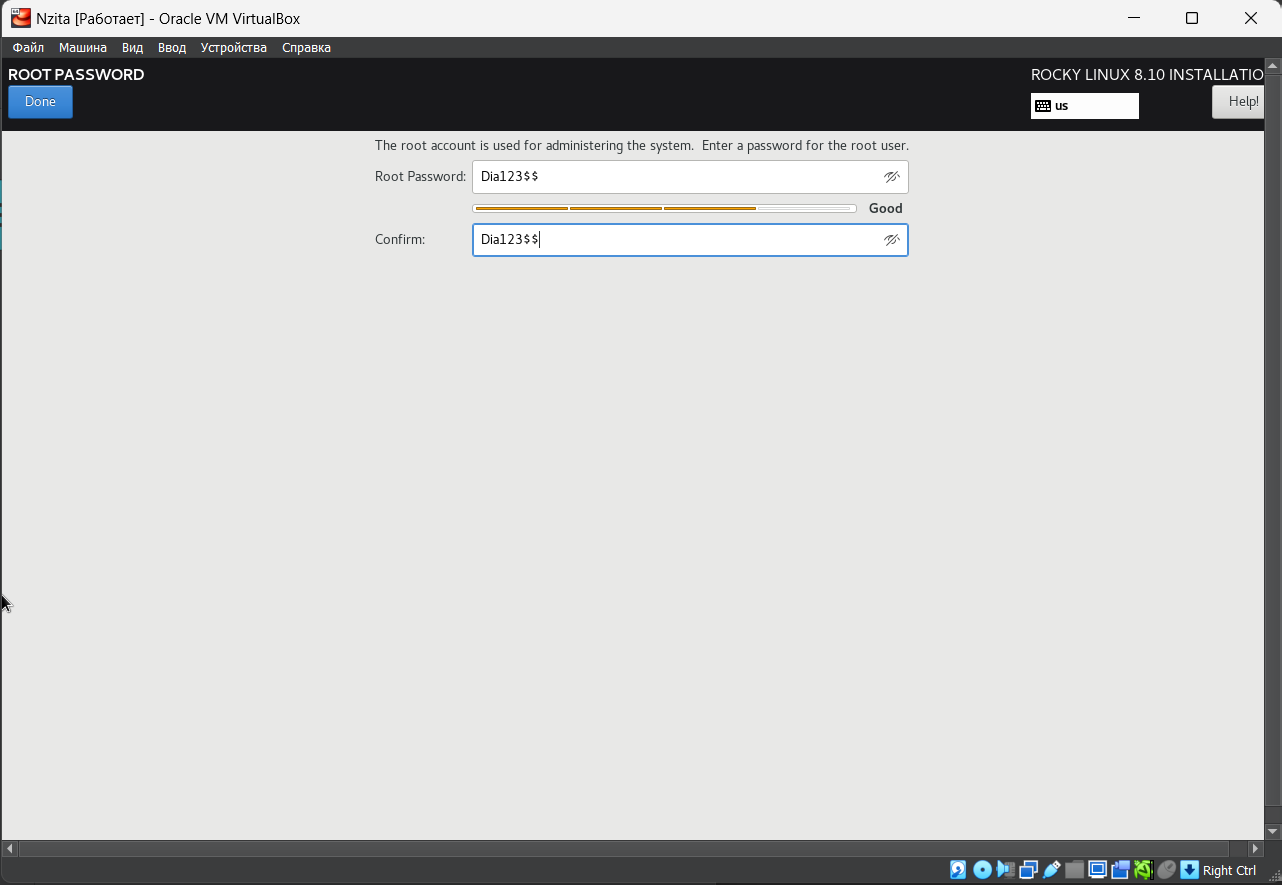 Nzita [Работает] - Oracle VM VirtualBox
Файл Машина Вид Ввод Устройства Справка
ROOT PASSWORD
ROCKY LINUX 8.10 INSTALLATIO
Done
us
Help!
The root account is used for administering the system. Enter a password for the root user.
Root Password: Dia123$$
Good
Confirm: Dia123$$
Right Ctrl